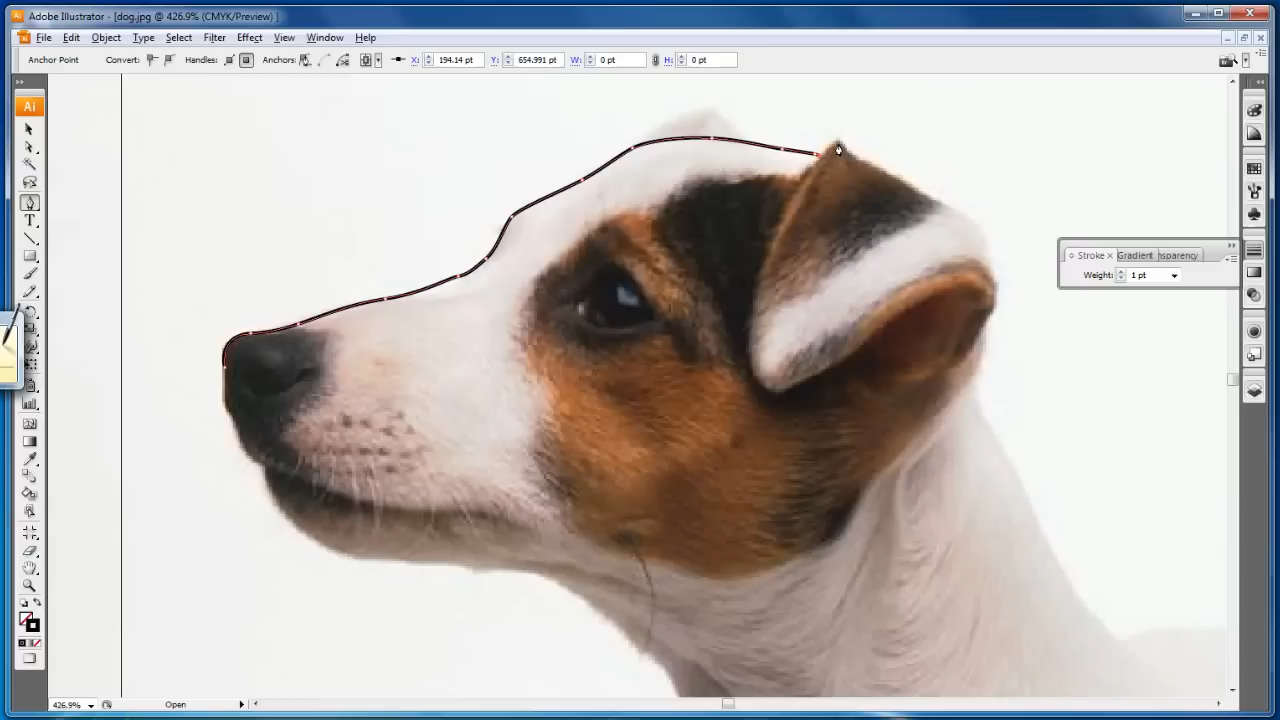 Adobe Illustrator - [dog.jpg @ 426.9% (CMYK/Preview) ]
File Edit Object Type Select Filter Effect View Window Help
Anchor Point Convert: Handles: Anchors: X: 194.14 pt Y: 654.991 pt W: 0 pt H: 0 pt
Ai
Stroke × Gradient nsparency
Weight: 1 pt
T
426.9% Open